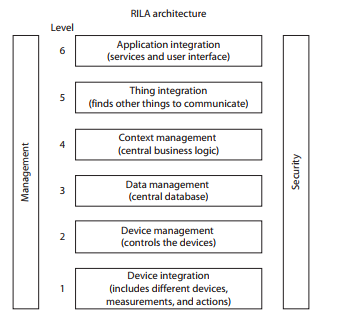 RILA architecture
Level
6
Application integration
(services and user interface)
5
Thing integration
(finds other things to communicate)
4
Context management
(central business logic)
3
Data management
(central database)
2
Device management
(controls the devices)
1
Device integration
(includes different devices,
measurements, and actions)
Management
Security